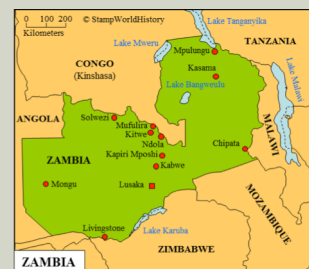 0 100 200
Kilometers
© StampWorldHistory
Lake Tanganyika
Lake Mweru
TANZANIA
Mpulungu
CONGO
(Kinshasa)
Kasama
Lake Bangweulu
Lake Malawi
ANGOLA
Solwezi
Mufulira
Kitwe
Ndola
MALAWI
ZAMBIA
Kapiri Mposhi
Chipata
Kabwe
Mongu
Lusaka
MOZAMBIQUE
Livingstone
Lake Karuba
ZIMBABWE
ZAMBIA